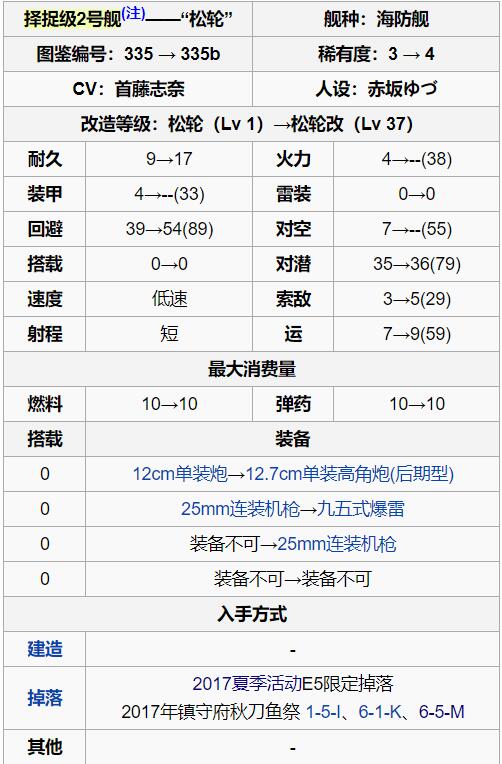 择捉级2号舰(注)——“松轮” 舰种：海防舰
图鉴编号：335 → 335b 稀有度：3 → 4
CV：首藤志奈 人设：赤坂ゆづ
改造等级：松轮（Lv 1）→松轮改（Lv 37）
耐久 9→17 火力 4→--(38)
装甲 4→--(33) 雷装 0→0
回避 39→54(89) 对空 7→--(55)
搭载 0→0 对潜 35→36(79)
速度 低速 索敌 3→5(29)
射程 短 运 7→9(59)
最大消费量
燃料 10→10 弹药 10→10
搭载 装备
0 12cm单装炮→12.7cm单装高角炮(后期型)
0 25mm连装机枪→九五式爆雷
0 装备不可→25mm连装机枪
0 装备不可→装备不可
入手方式
建造 -
掉落 2017夏季活动E5限定掉落
2017年镇守府秋刀鱼祭 1-5-I、6-1-K、6-5-M
其他 -